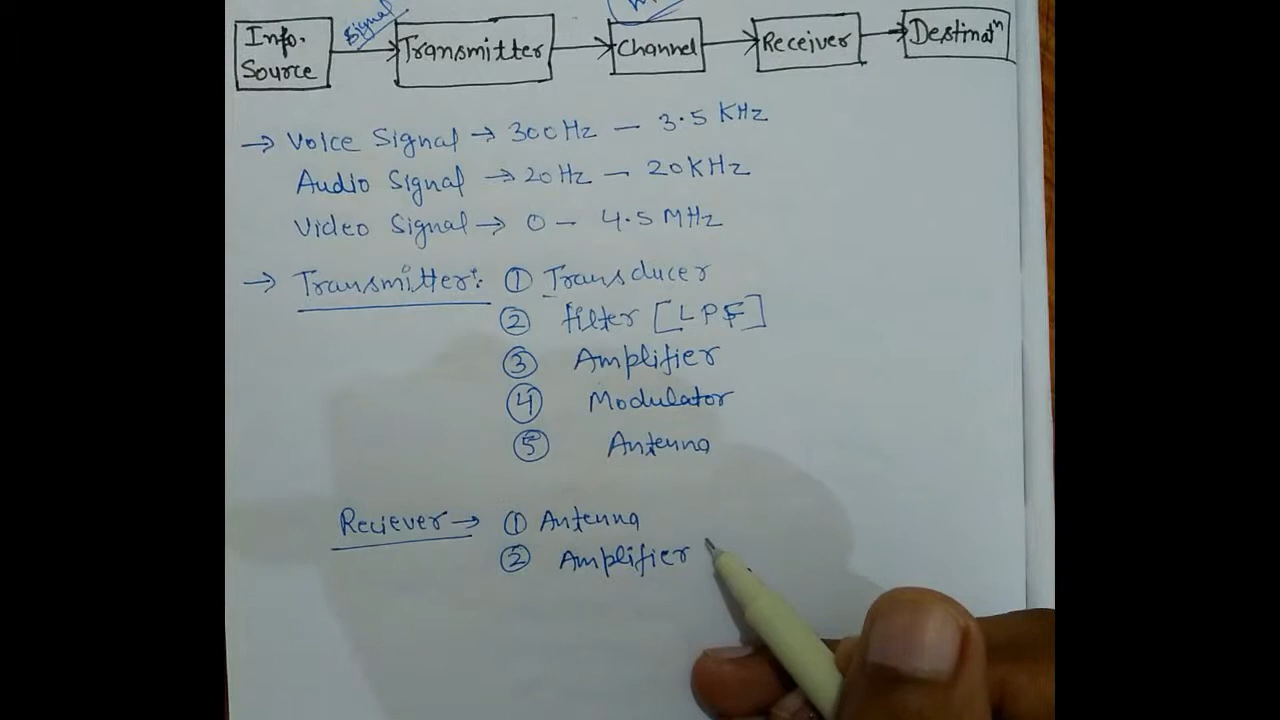 Signal
Info. Source
Transmitter
Channel
Receiver
Destinatn
→ Voice Signal → 300Hz – 3.5 KHz
Audio Signal → 20Hz – 20KHz
Video Signal → 0 – 4.5 MHz
→ Transmitter: ① Transducer
② filter [LPF]
③ Amplifier
④ Modulator
⑤ Antenna
Reciever → ① Antenna
② Amplifier